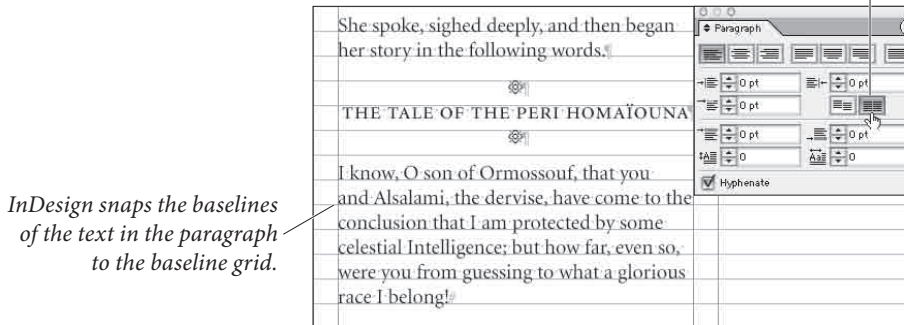 She spoke, sighed deeply, and then began
her story in the following words.¶
¶
THE TALE OF THE PERI HOMAÏOUNA¶
¶
I know, O son of Ormossouf, that you
and Alsalami, the dervise, have come to the
conclusion that I am protected by some
celestial Intelligence; but how far, even so,
were you from guessing to what a glorious
race I belong!#
InDesign snaps the baselines
of the text in the paragraph
to the baseline grid.
Paragraph
0 pt 0 pt
0 pt
0 pt 0 pt
0 0
Hyphenate